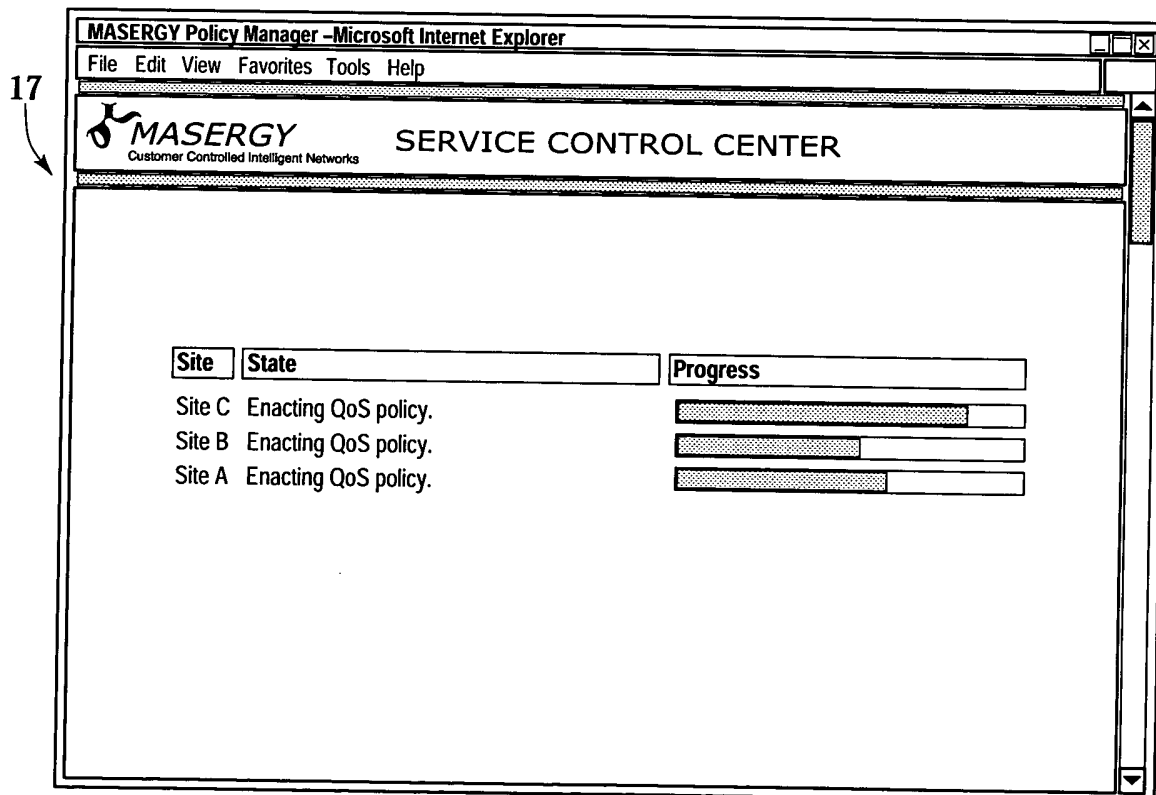 MASERGY Policy Manager –Microsoft Internet Explorer
File Edit View Favorites Tools Help
17
MASERGY
Customer Controlled Intelligent Networks
SERVICE CONTROL CENTER
Site State Progress
Site C Enacting QoS policy.
Site B Enacting QoS policy.
Site A Enacting QoS policy.